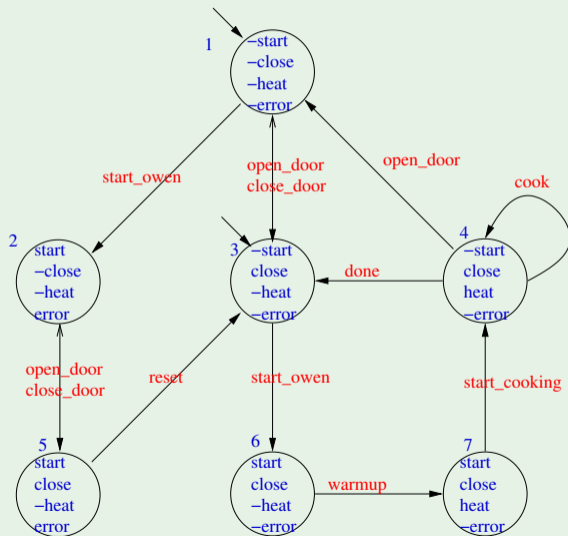 1
−start
−close
−heat
−error
start_owen
open_door
close_door
open_door
cook
2
start
−close
−heat
error
3
−start
close
−heat
−error
done
4
−start
close
heat
−error
open_door
close_door
reset
start_owen
start_cooking
5
start
close
−heat
error
6
start
close
−heat
−error
warmup
7
start
close
heat
−error